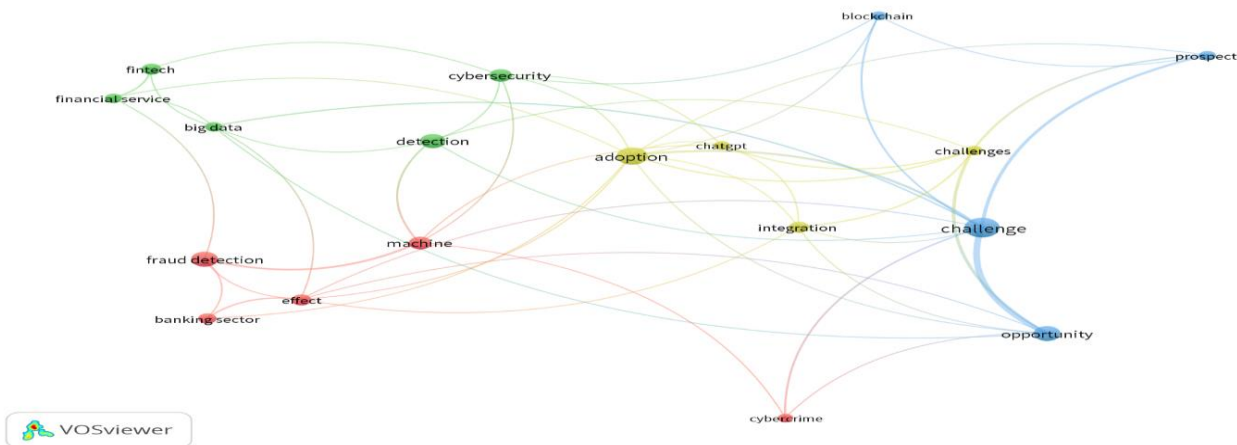 blockchain
prospect
fintech
cybersecurity
financial service
big data
detection
chatgpt
challenges
adoption
integration
challenge
machine
fraud detection
effect
banking sector
opportunity
cybercrime
VOSviewer